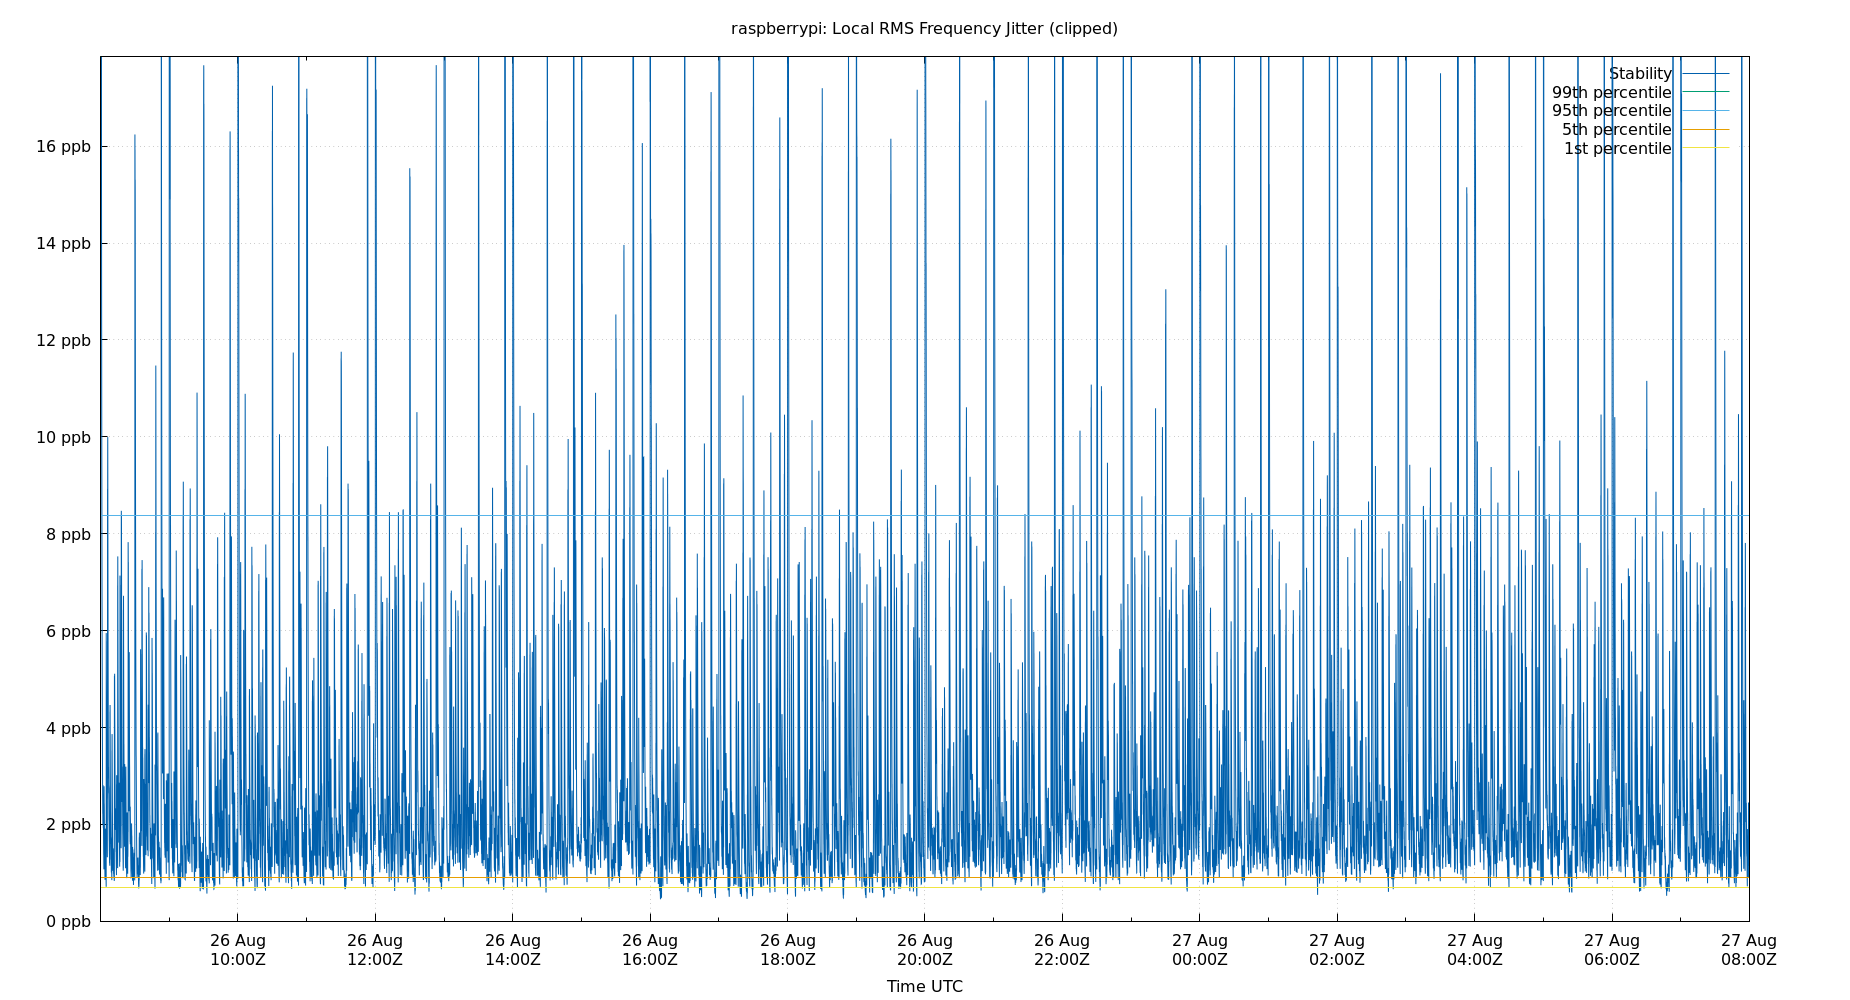 raspberrypi: Local RMS Frequency Jitter (clipped)
Stability
99th percentile
95th percentile
5th percentile
1st percentile
16 ppb
14 ppb
12 ppb
10 ppb
8 ppb
6 ppb
4 ppb
2 ppb
0 ppb
26 Aug 26 Aug 26 Aug 26 Aug 26 Aug 26 Aug 26 Aug 27 Aug 27 Aug 27 Aug 27 Aug 27 Aug
10:00Z 12:00Z 14:00Z 16:00Z 18:00Z 20:00Z 22:00Z 00:00Z 02:00Z 04:00Z 06:00Z 08:00Z
Time UTC